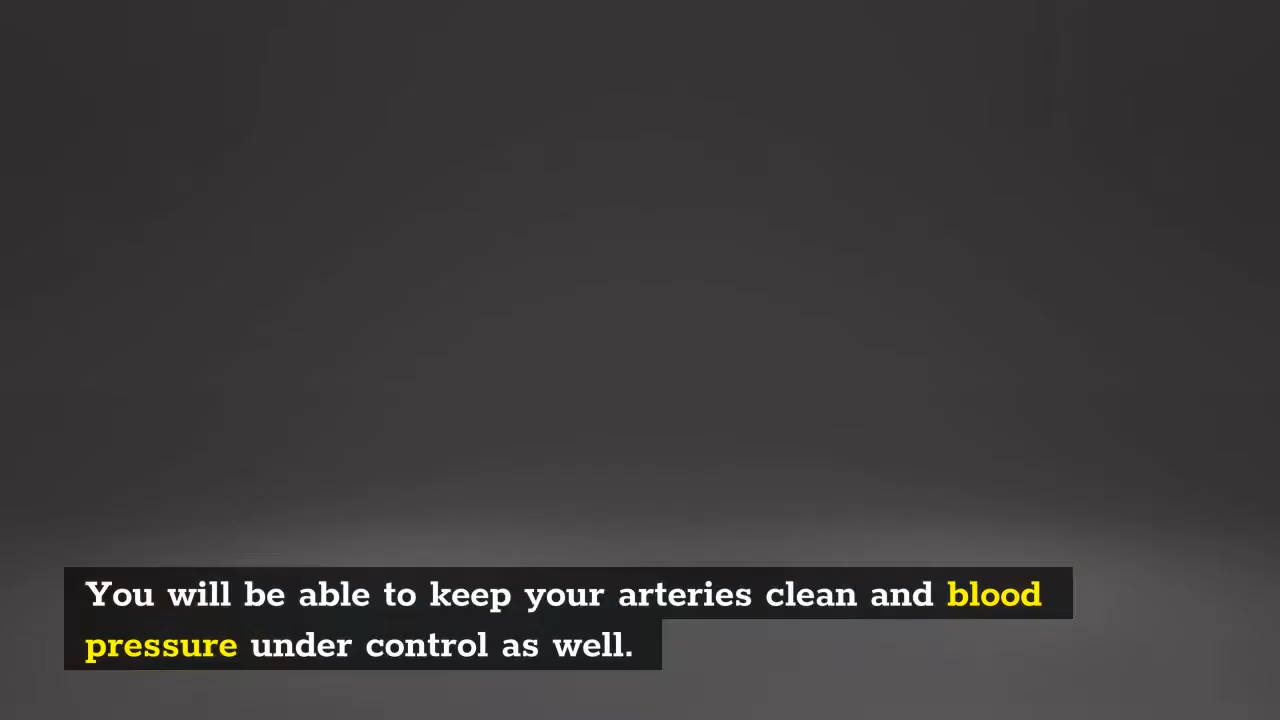 You will be able to keep your arteries clean and blood
pressure under control as well.